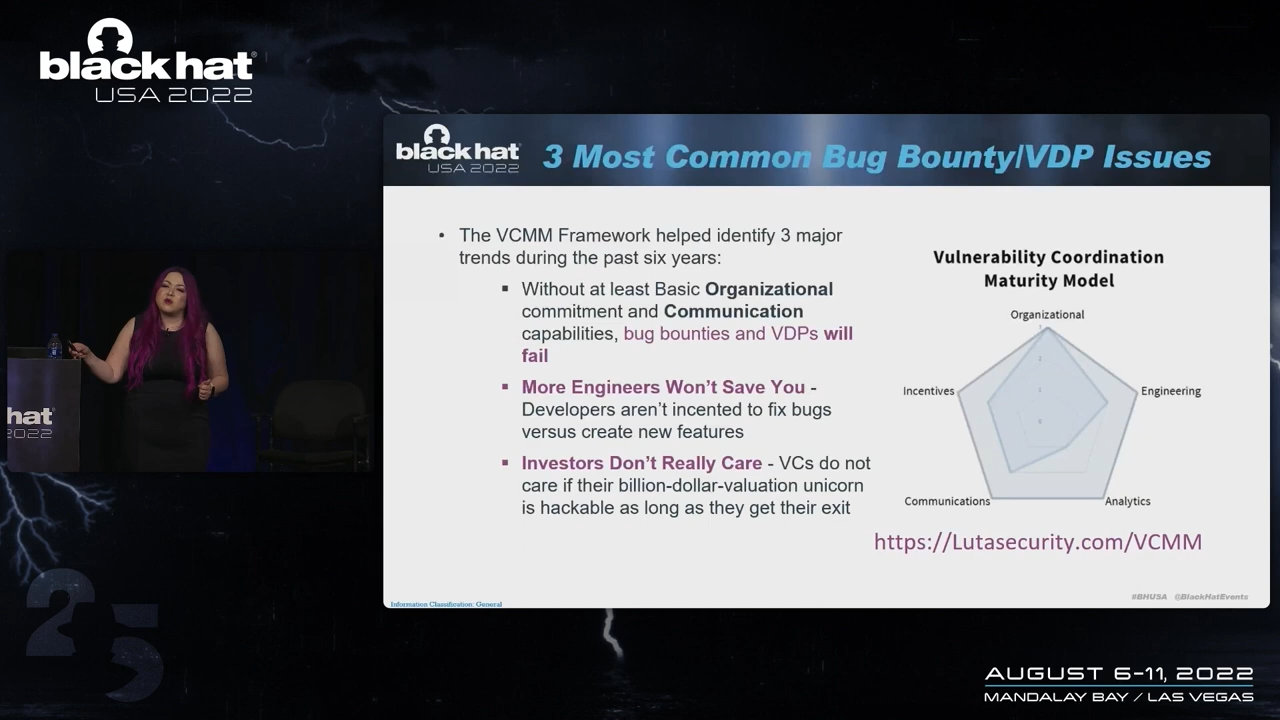 black hat®
USA 2022
black hat®
USA 2022
3 Most Common Bug Bounty/VDP Issues
• The VCMM Framework helped identify 3 major
trends during the past six years:
▪ Without at least Basic Organizational
commitment and Communication
capabilities, bug bounties and VDPs will
fail
▪ More Engineers Won’t Save You -
Developers aren’t incented to fix bugs
versus create new features
▪ Investors Don’t Really Care - VCs do not
care if their billion-dollar-valuation unicorn
is hackable as long as they get their exit
Vulnerability Coordination
Maturity Model
Organizational
Incentives
Engineering
Communications
Analytics
https://Lutasecurity.com/VCMM
Information Classification: General
#BHUSA @BlackHatEvents
hat
2022
25
AUGUST 6-11, 2022
MANDALAY BAY / LAS VEGAS